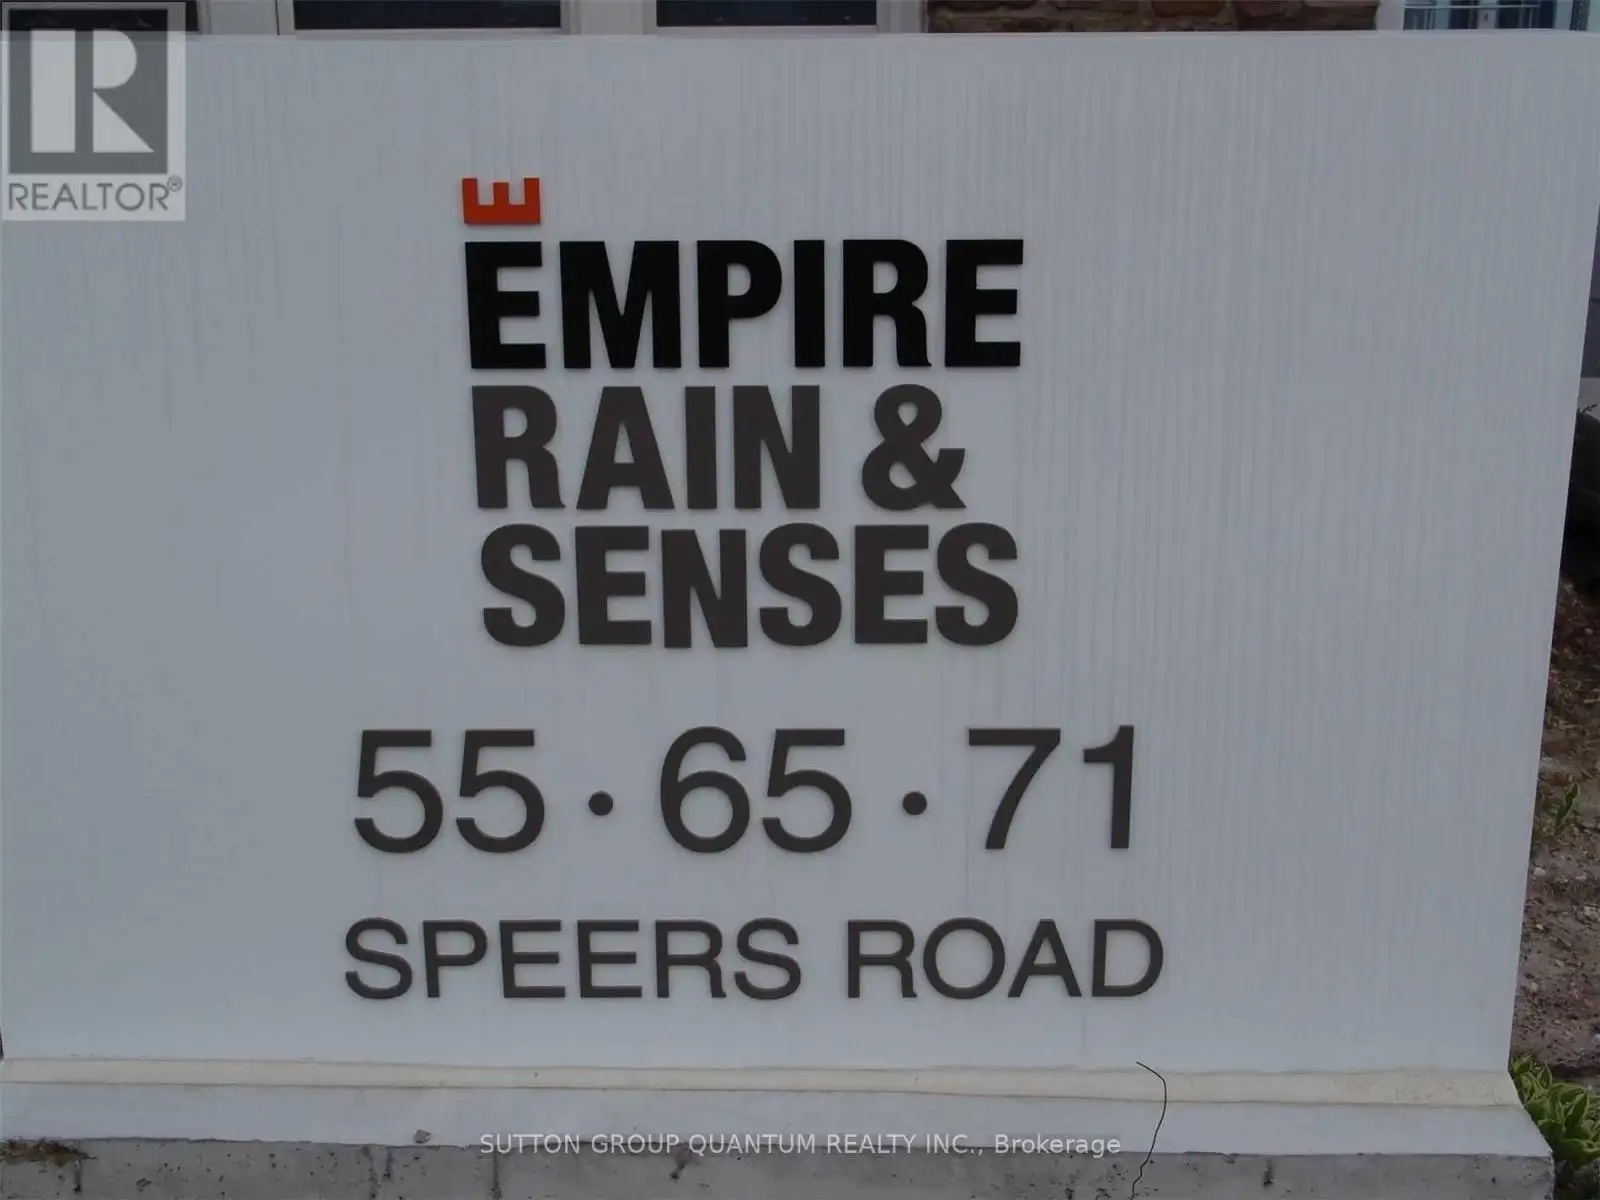 REALTOR®
E
EMPIRE
RAIN &
SENSES
55 · 65 · 71
SPEERS ROAD
SUTTON GROUP QUANTUM REALTY INC., Brokerage